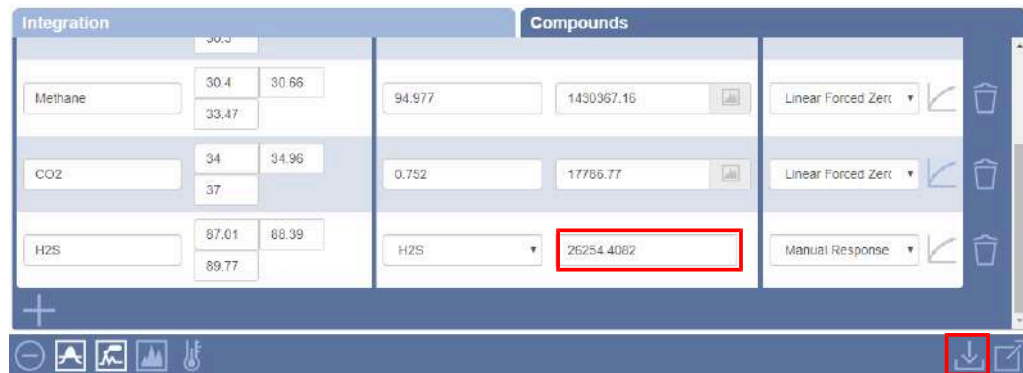 Integration Compounds
30.5
Methane 30.4 30.66 94.977 1430367.16 Linear Forced Zerc
33.47
CO2 34 34.96 0.752 17786.77 Linear Forced Zerc
37
H2S 87.01 88.39 H2S 26254.4082 Manual Response
89.77